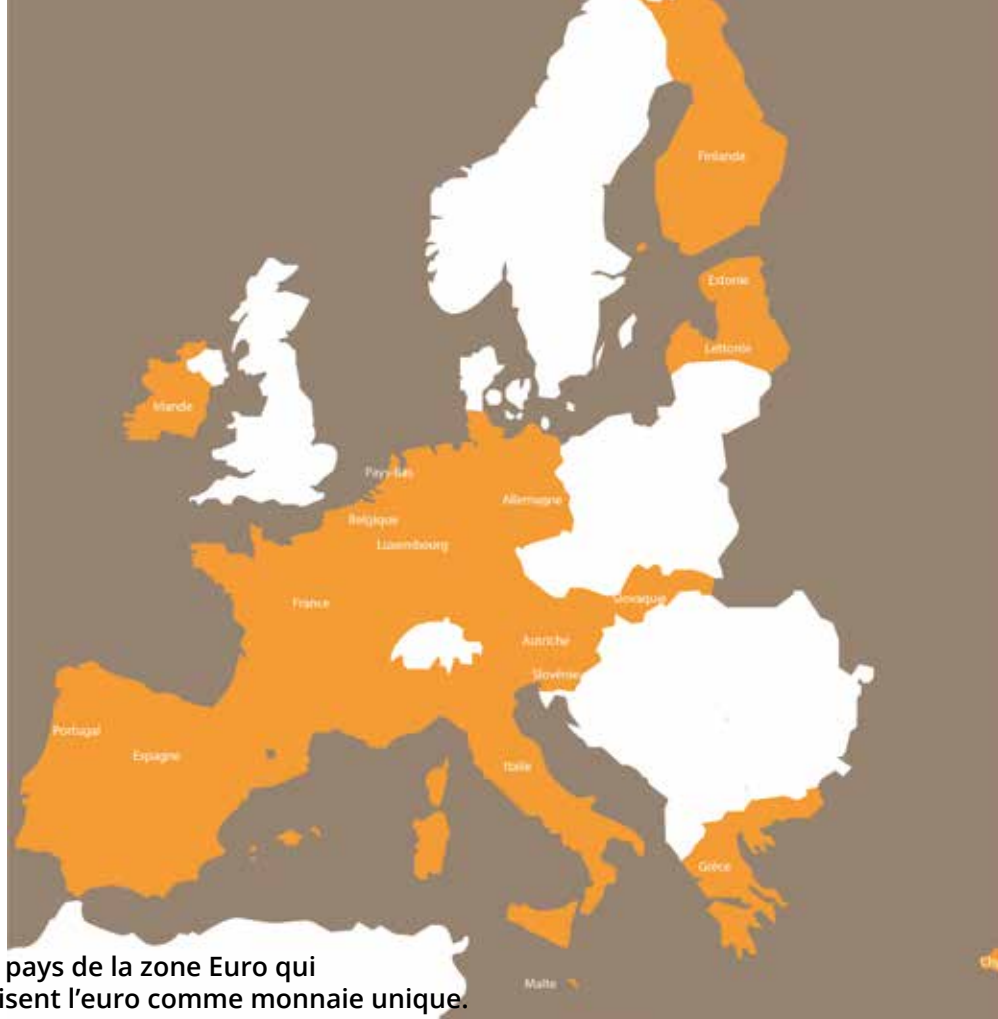 Finlande
Estonie
Lettonie
Irlande
Pays-Bas
Allemagne
Belgique
Luxembourg
France
Slovaquie
Autriche
Slovénie
Portugal
Espagne
Italie
Grèce
pays de la zone Euro qui
isent l’euro comme monnaie unique.
Malte